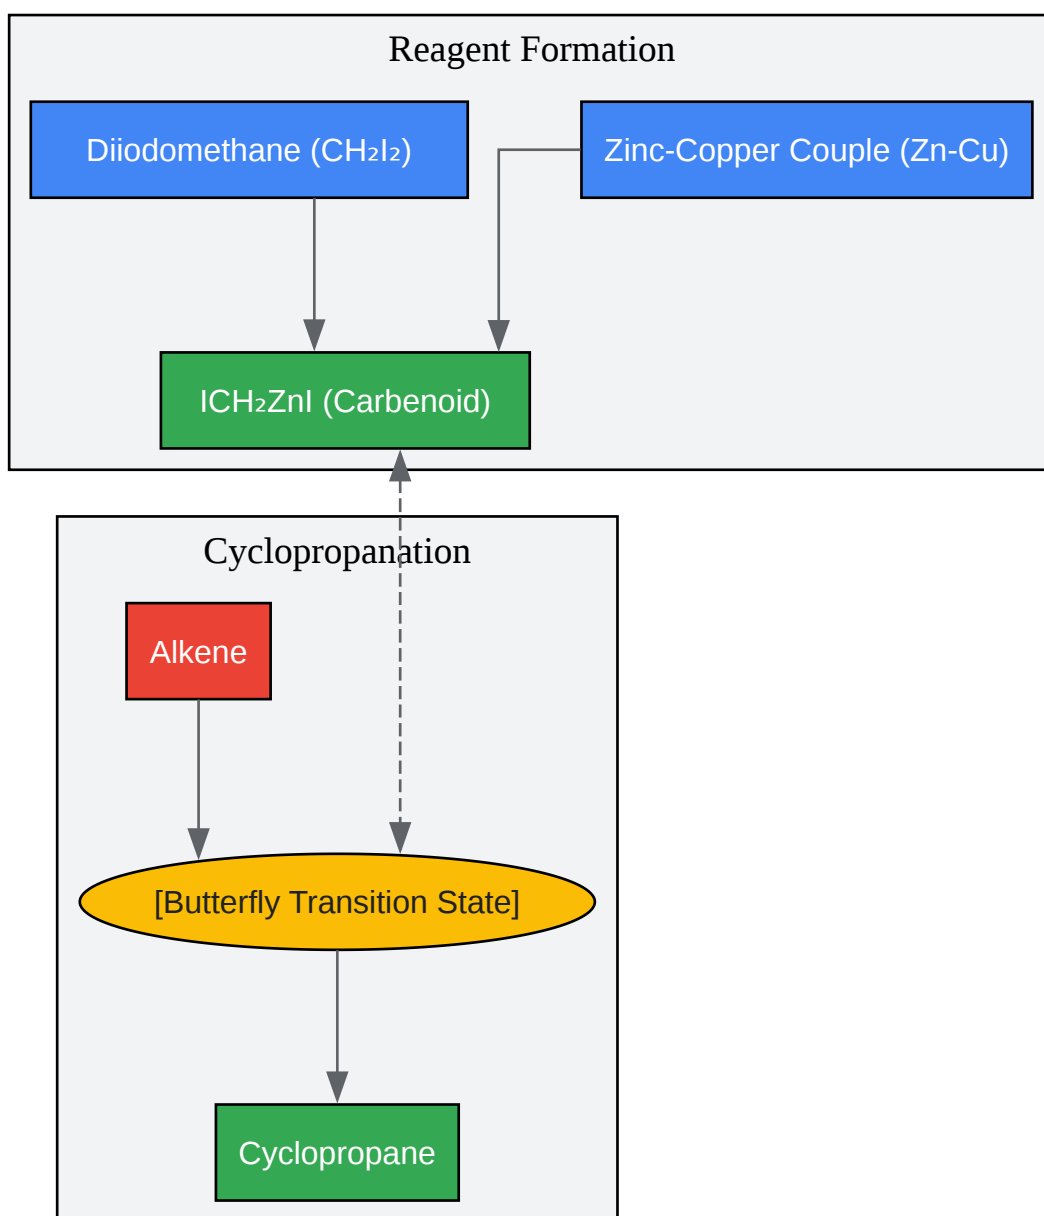 Reagent Formation
Diiodomethane (CH₂I₂)
Zinc-Copper Couple (Zn-Cu)
ICH₂ZnI (Carbenoid)
Cyclopropanation
Alkene
[Butterfly Transition State]
Cyclopropane